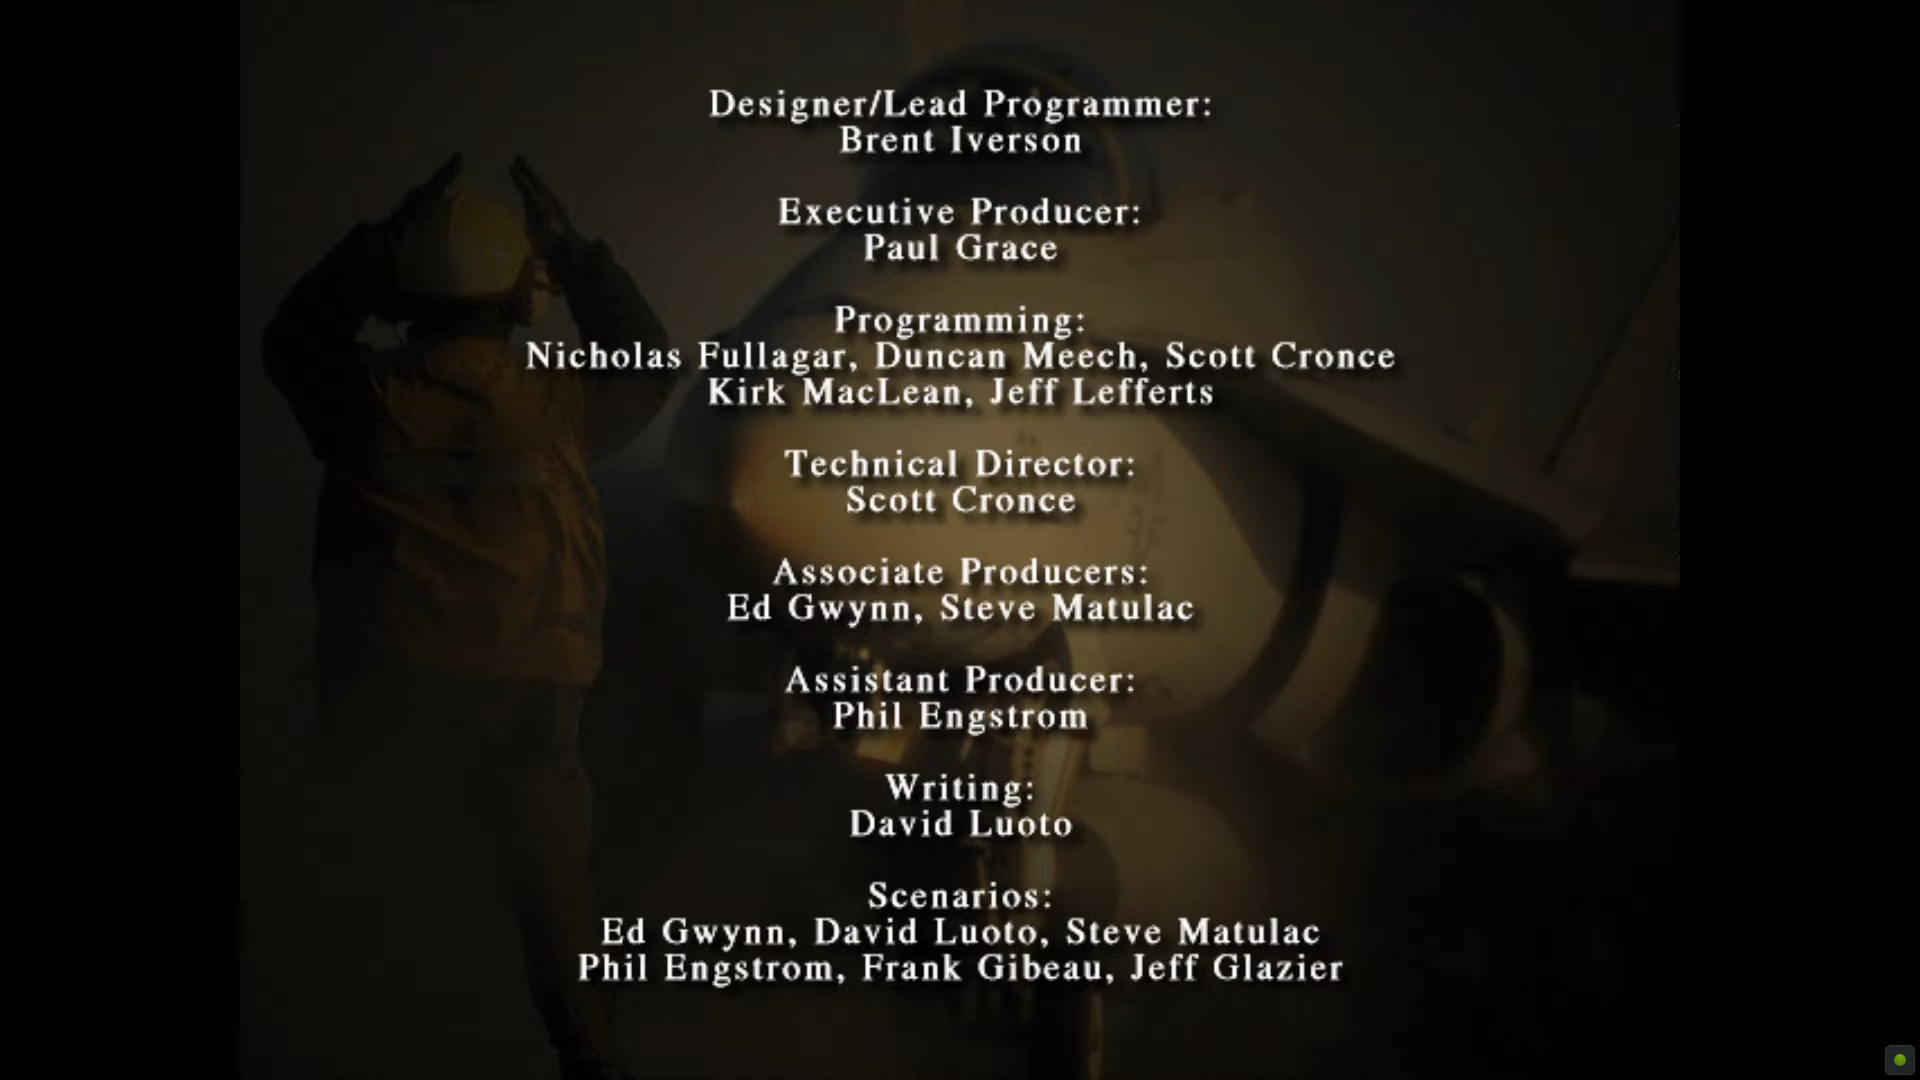 Designer/Lead Programmer:
Brent Iverson
Executive Producer:
Paul Grace
Programming:
Nicholas Fullagar, Duncan Meech, Scott Cronce
Kirk MacLean, Jeff Lefferts
Technical Director:
Scott Cronce
Associate Producers:
Ed Gwynn, Steve Matulac
Assistant Producer:
Phil Engstrom
Writing:
David Luoto
Scenarios:
Ed Gwynn, David Luoto, Steve Matulac
Phil Engstrom, Frank Gibeau, Jeff Glazier